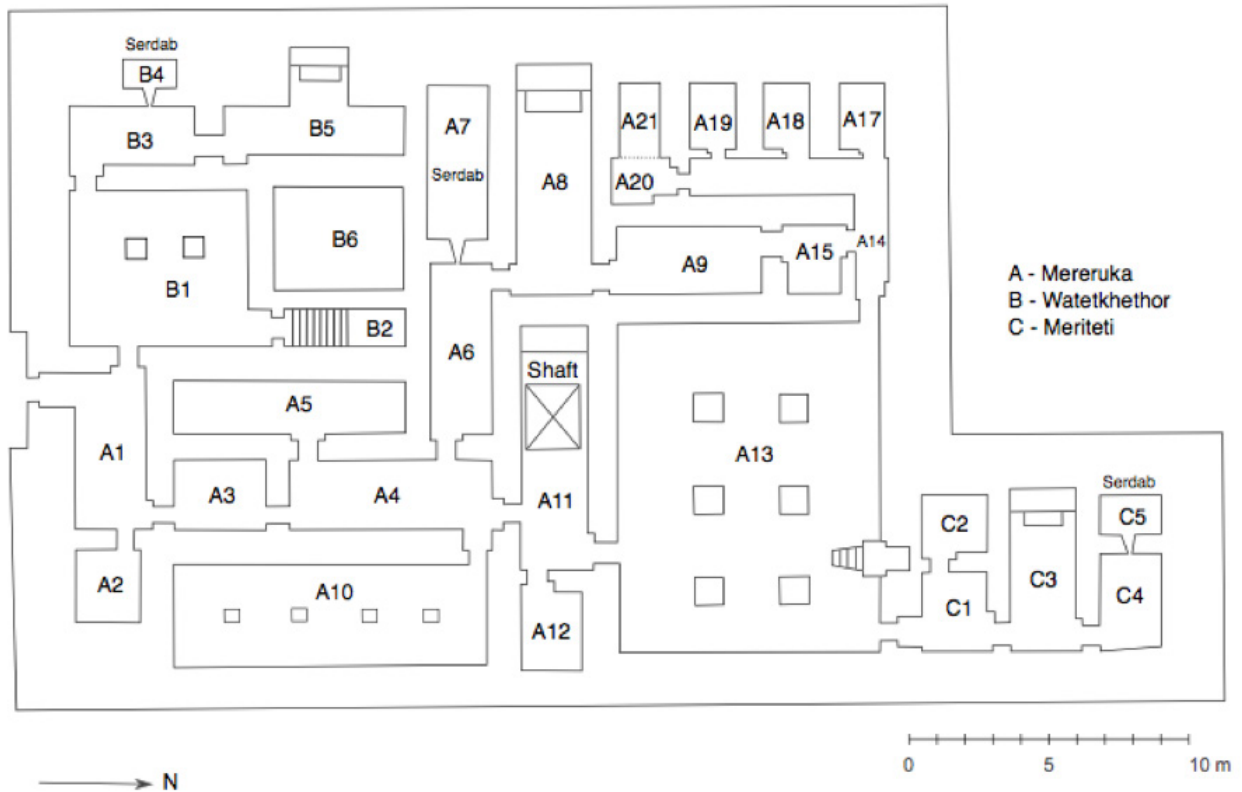 Serdab
B4
B3
B5
A7
Serdab
A8
A21
A19
A18
A17
A20
B1
B6
B2
A9
A15
A14
A - Mereruka
B - Watetkhethor
C - Meriteti
A6
Shaft
A5
A1
A3
A4
A11
A13
A2
A10
A12
Serdab
C2
C5
C3
C1
C4
0 5 10 m
N